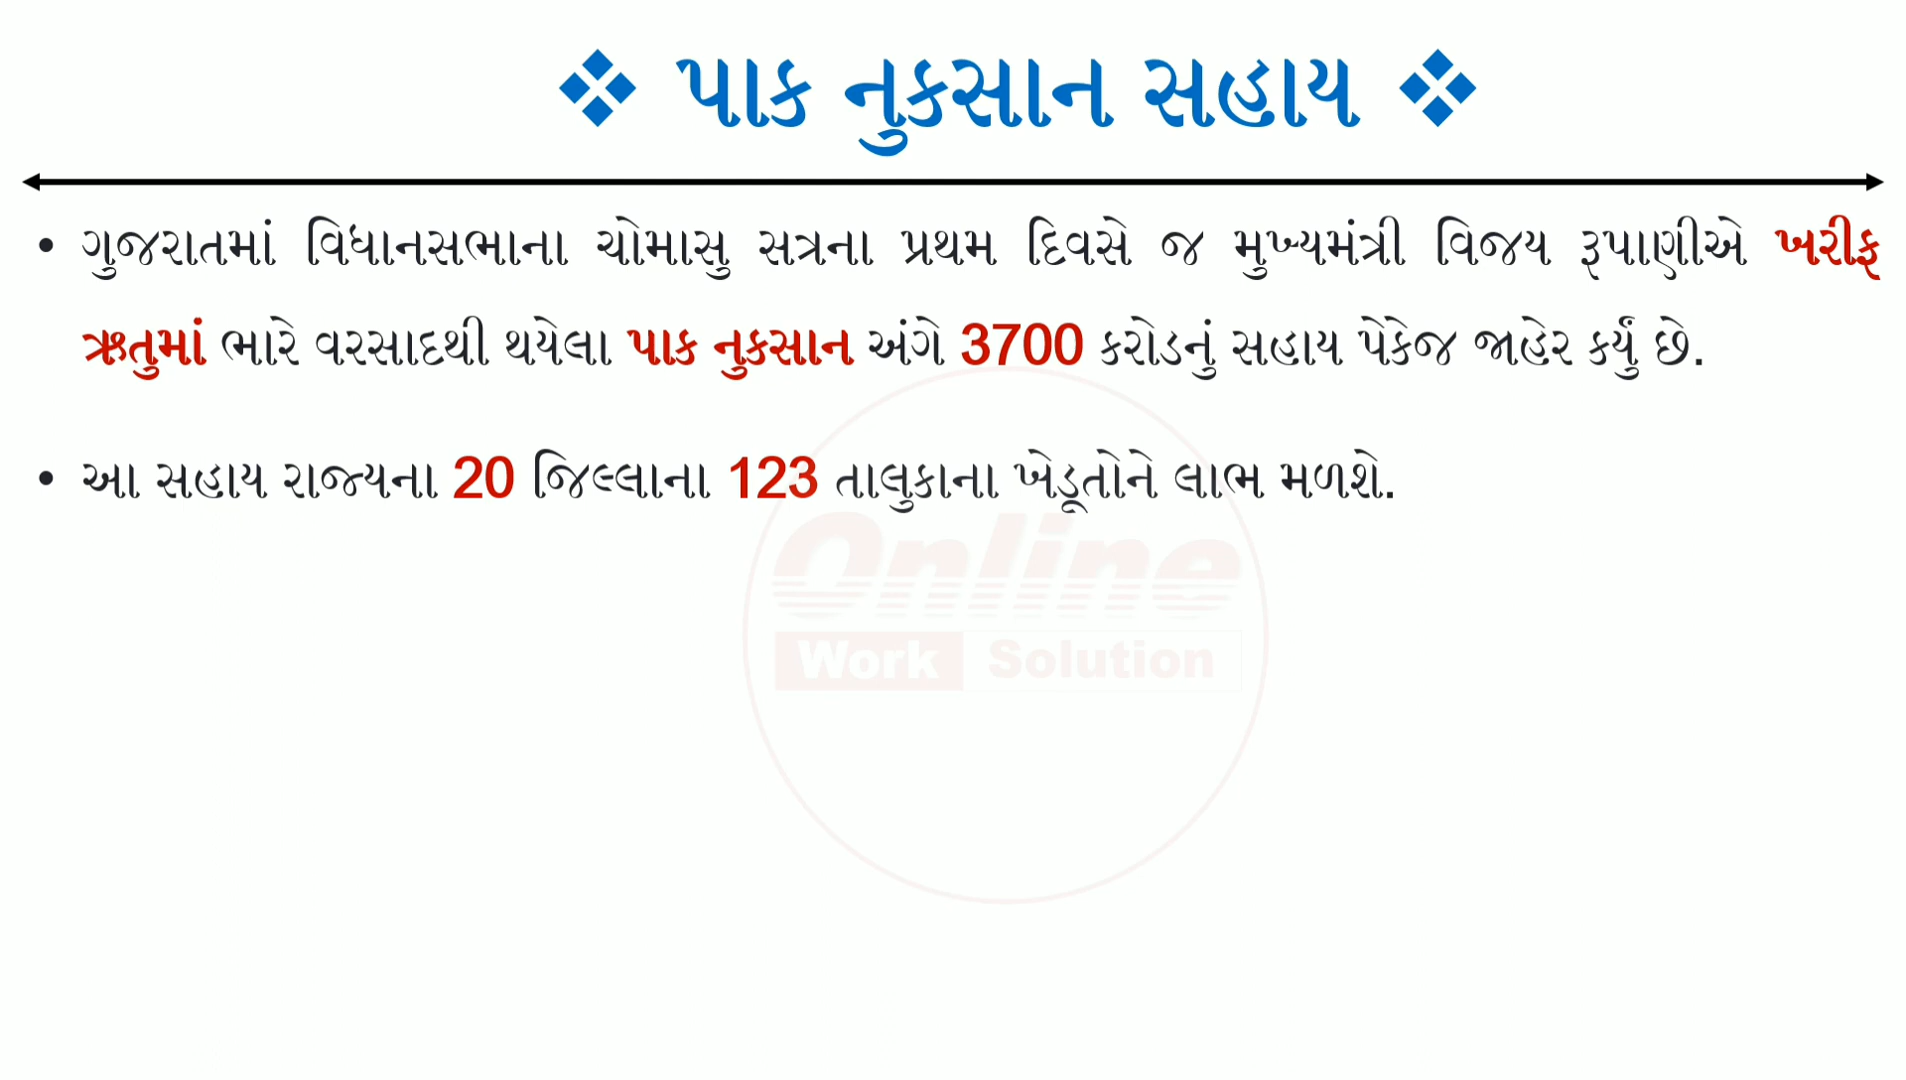 ❖ પાક નુકસાન સહાય ❖
• ગુજરાતમાં વિધાનસભાના ચોમાસુ સત્રના પ્રથમ દિવસે જ મુખ્યમંત્રી વિજય રૂપાણીએ ખરીફ
ઋતુમાં ભારે વરસાદથી થયેલા પાક નુકસાન અંગે 3700 કરોડનું સહાય પેકેજ જાહેર કર્યું છે.
• આ સહાય રાજ્યના 20 જિલ્લાના 123 તાલુકાના ખેડૂતોને લાભ મળશે.
Online
Work Solution